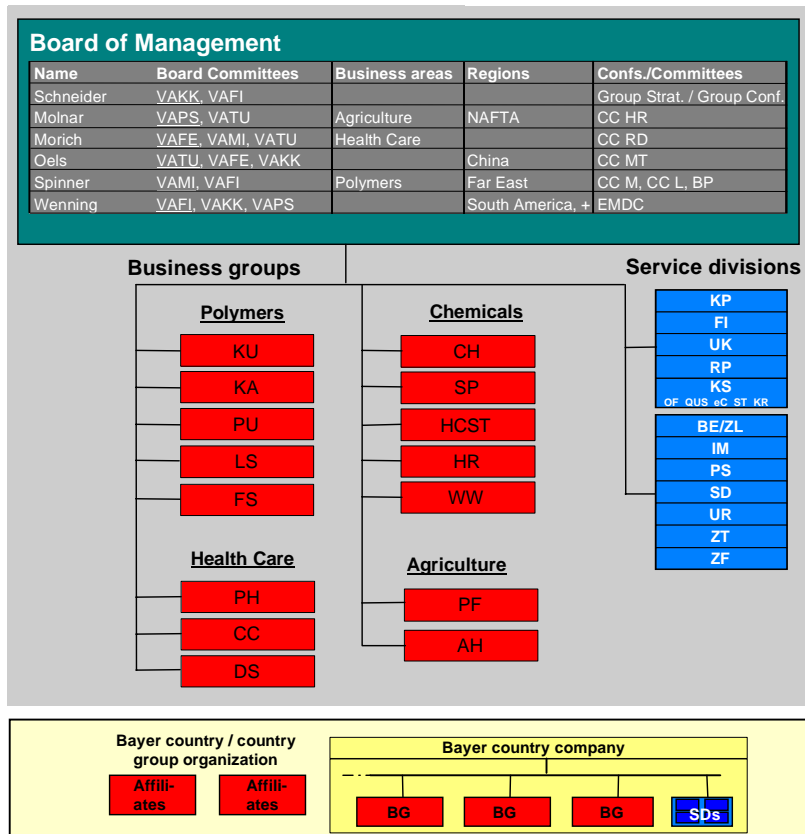 Board of Management
Name Board Committees Business areas Regions Confs./Committees
Schneider VAKK, VAFI Group Strat. / Group Conf.
Molnar VAPS, VATU Agriculture NAFTA CC HR
Morich VAFE, VAMI, VATU Health Care CC RD
Oels VATU, VAFE, VAKK China CC MT
Spinner VAMI, VAFI Polymers Far East CC M, CC L, BP
Wenning VAFI, VAKK, VAPS South America, + EMDC
Business groups
Service divisions
Polymers
KU
KA
PU
LS
FS
Health Care
PH
CC
DS
Chemicals
CH
SP
HCST
HR
WW
Agriculture
PF
AH
KP
FI
UK
RP
KS
OF QUS eC ST KR
BE/ZL
IM
PS
SD
UR
ZT
ZF
Bayer country / country
group organization
Affili-
ates
Affili-
ates
Bayer country company
BG
BG
BG
SDs